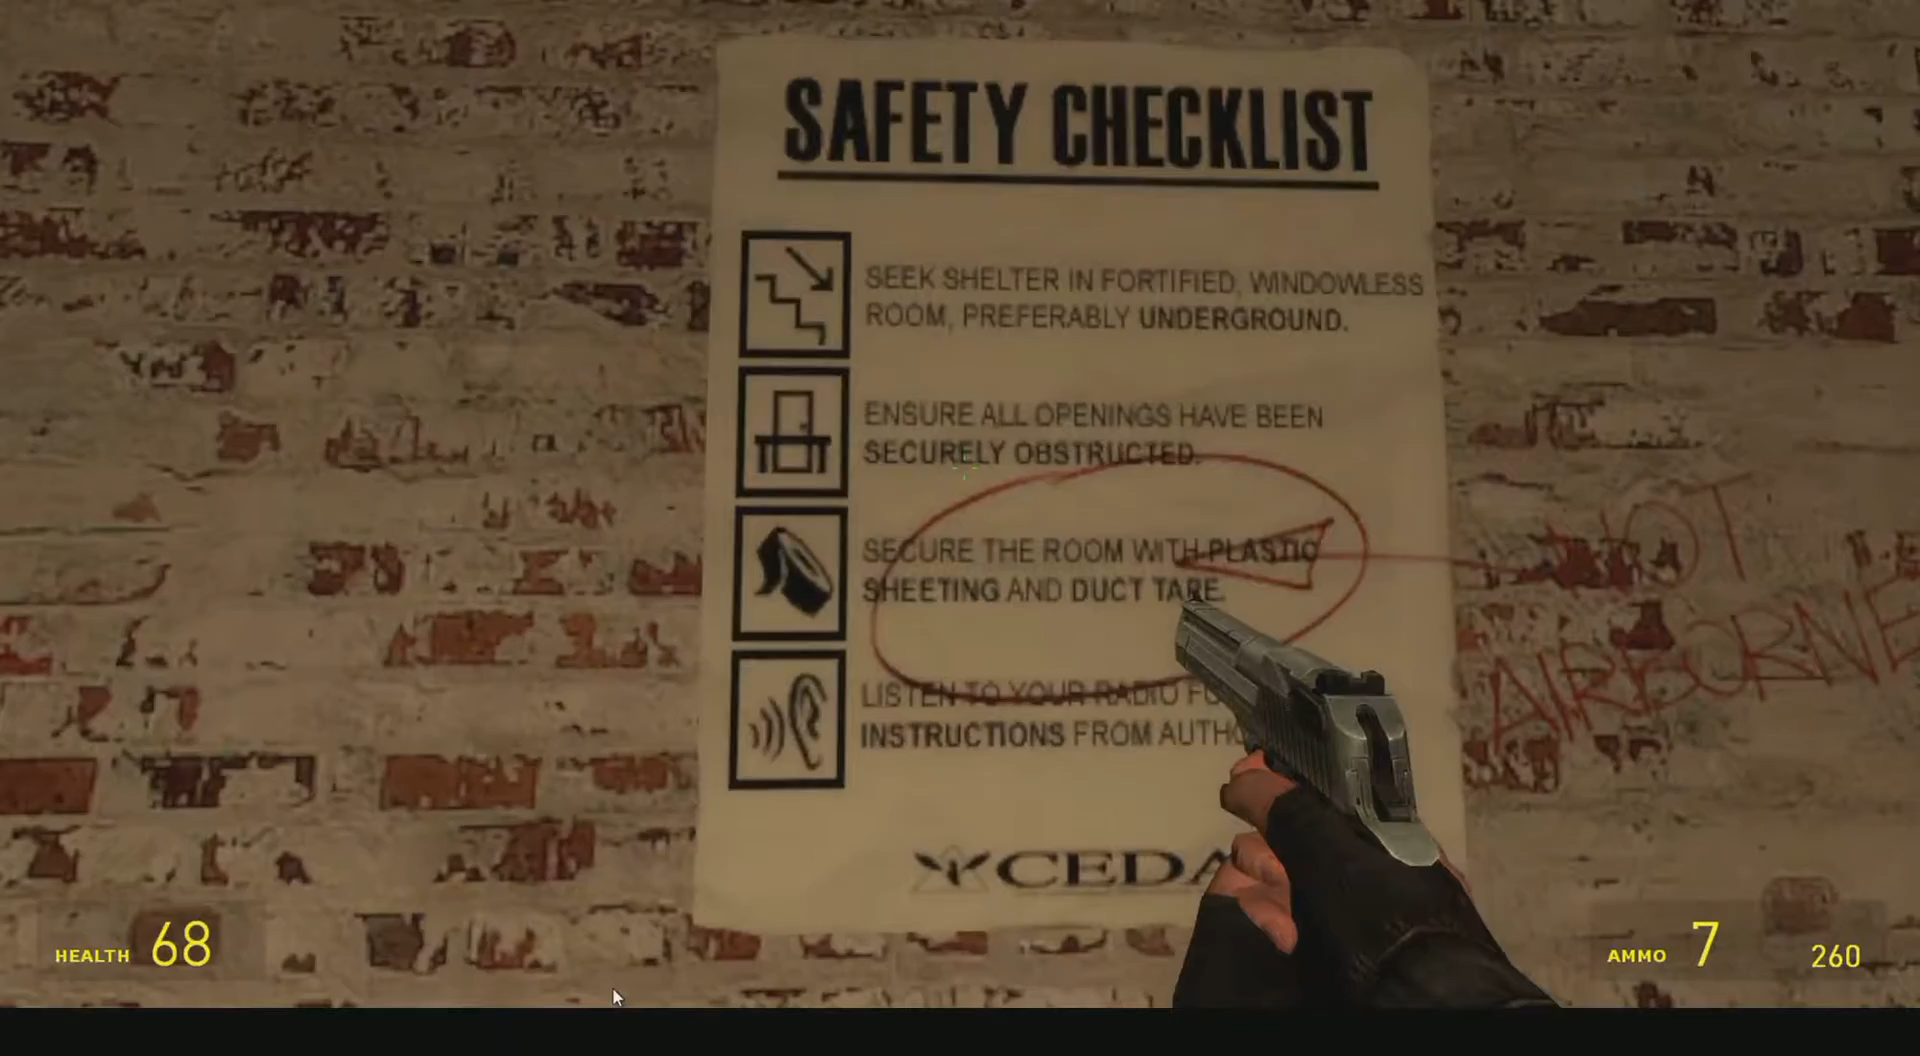 SAFETY CHECKLIST
SEEK SHELTER IN FORTIFIED, WINDOWLESS
ROOM, PREFERABLY UNDERGROUND.
ENSURE ALL OPENINGS HAVE BEEN
SECURELY OBSTRUCTED.
SECURE THE ROOM WITH PLASTIC
SHEETING AND DUCT TAPE.
NOT
AIRBORNE
LISTEN TO YOUR RADIO
INSTRUCTIONS FROM
CEDA
HEALTH 68
AMMO 7 260